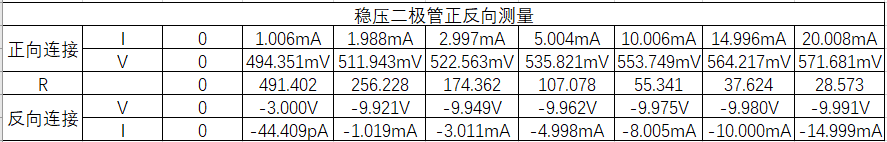 稳压二极管正反向测量
正向连接 I 0 1.006mA 1.988mA 2.997mA 5.004mA 10.006mA 14.996mA 20.008mA
V 0 494.351mV 511.943mV 522.563mV 535.821mV 553.749mV 564.217mV 571.681mV
R 0 491.402 256.228 174.362 107.078 55.341 37.624 28.573
反向连接 V 0 -3.000V -9.921V -9.949V -9.962V -9.975V -9.980V -9.991V
I 0 -44.409pA -1.019mA -3.011mA -4.998mA -8.005mA -10.000mA -14.999mA